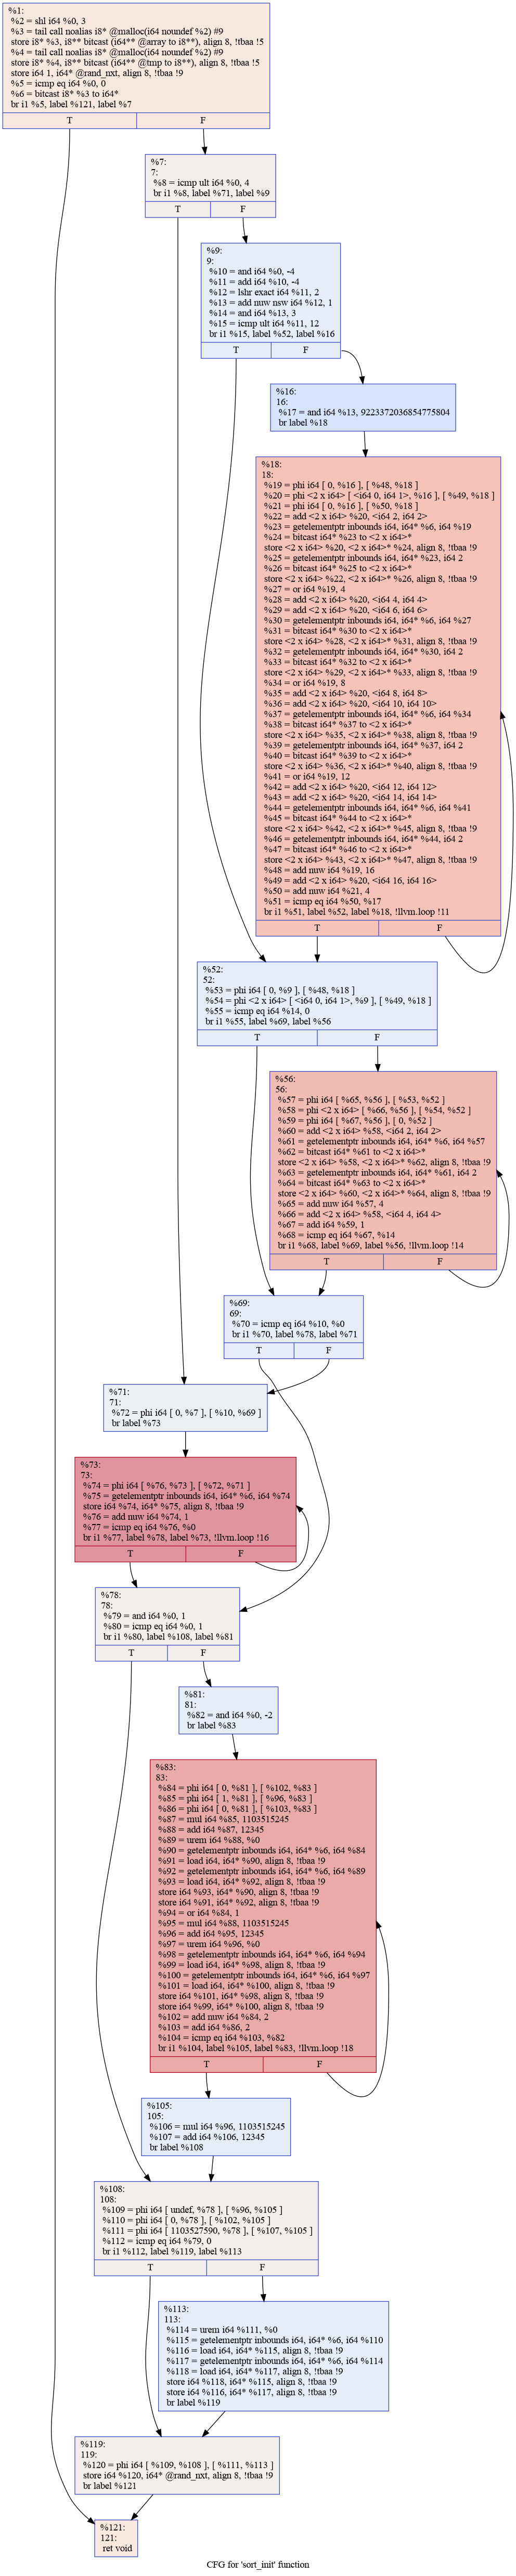 %1:
%2 = shl i64 %0, 3
%3 = tail call noalias i8* @malloc(i64 noundef %2) #9
store i8* %3, i8** bitcast (i64** @array to i8**), align 8, !tbaa !5
%4 = tail call noalias i8* @malloc(i64 noundef %2) #9
store i8* %4, i8** bitcast (i64** @tmp to i8**), align 8, !tbaa !5
store i64 1, i64* @rand_nxt, align 8, !tbaa !9
%5 = icmp eq i64 %0, 0
%6 = bitcast i8* %3 to i64*
br i1 %5, label %121, label %7
T F
%7:
7:
%8 = icmp ult i64 %0, 4
br i1 %8, label %71, label %9
T F
%9:
9:
%10 = and i64 %0, -4
%11 = add i64 %10, -4
%12 = lshr exact i64 %11, 2
%13 = add nuw nsw i64 %12, 1
%14 = and i64 %13, 3
%15 = icmp ult i64 %11, 12
br i1 %15, label %52, label %16
T F
%16:
16:
%17 = and i64 %13, 9223372036854775804
br label %18
%18:
18:
%19 = phi i64 [ 0, %16 ], [ %48, %18 ]
%20 = phi <2 x i64> [ <i64 0, i64 1>, %16 ], [ %49, %18 ]
%21 = phi i64 [ 0, %16 ], [ %50, %18 ]
%22 = add <2 x i64> %20, <i64 2, i64 2>
%23 = getelementptr inbounds i64, i64* %6, i64 %19
%24 = bitcast i64* %23 to <2 x i64>*
store <2 x i64> %20, <2 x i64>* %24, align 8, !tbaa !9
%25 = getelementptr inbounds i64, i64* %23, i64 2
%26 = bitcast i64* %25 to <2 x i64>*
store <2 x i64> %22, <2 x i64>* %26, align 8, !tbaa !9
%27 = or i64 %19, 4
%28 = add <2 x i64> %20, <i64 4, i64 4>
%29 = add <2 x i64> %20, <i64 6, i64 6>
%30 = getelementptr inbounds i64, i64* %6, i64 %27
%31 = bitcast i64* %30 to <2 x i64>*
store <2 x i64> %28, <2 x i64>* %31, align 8, !tbaa !9
%32 = getelementptr inbounds i64, i64* %30, i64 2
%33 = bitcast i64* %32 to <2 x i64>*
store <2 x i64> %29, <2 x i64>* %33, align 8, !tbaa !9
%34 = or i64 %19, 8
%35 = add <2 x i64> %20, <i64 8, i64 8>
%36 = add <2 x i64> %20, <i64 10, i64 10>
%37 = getelementptr inbounds i64, i64* %6, i64 %34
%38 = bitcast i64* %37 to <2 x i64>*
store <2 x i64> %35, <2 x i64>* %38, align 8, !tbaa !9
%39 = getelementptr inbounds i64, i64* %37, i64 2
%40 = bitcast i64* %39 to <2 x i64>*
store <2 x i64> %36, <2 x i64>* %40, align 8, !tbaa !9
%41 = or i64 %19, 12
%42 = add <2 x i64> %20, <i64 12, i64 12>
%43 = add <2 x i64> %20, <i64 14, i64 14>
%44 = getelementptr inbounds i64, i64* %6, i64 %41
%45 = bitcast i64* %44 to <2 x i64>*
store <2 x i64> %42, <2 x i64>* %45, align 8, !tbaa !9
%46 = getelementptr inbounds i64, i64* %44, i64 2
%47 = bitcast i64* %46 to <2 x i64>*
store <2 x i64> %43, <2 x i64>* %47, align 8, !tbaa !9
%48 = add nuw i64 %19, 16
%49 = add <2 x i64> %20, <i64 16, i64 16>
%50 = add nuw i64 %21, 4
%51 = icmp eq i64 %50, %17
br i1 %51, label %52, label %18, !llvm.loop !11
T F
%52:
52:
%53 = phi i64 [ 0, %9 ], [ %48, %18 ]
%54 = phi <2 x i64> [ <i64 0, i64 1>, %9 ], [ %49, %18 ]
%55 = icmp eq i64 %14, 0
br i1 %55, label %69, label %56
T F
%56:
56:
%57 = phi i64 [ %65, %56 ], [ %53, %52 ]
%58 = phi <2 x i64> [ %66, %56 ], [ %54, %52 ]
%59 = phi i64 [ %67, %56 ], [ 0, %52 ]
%60 = add <2 x i64> %58, <i64 2, i64 2>
%61 = getelementptr inbounds i64, i64* %6, i64 %57
%62 = bitcast i64* %61 to <2 x i64>*
store <2 x i64> %58, <2 x i64>* %62, align 8, !tbaa !9
%63 = getelementptr inbounds i64, i64* %61, i64 2
%64 = bitcast i64* %63 to <2 x i64>*
store <2 x i64> %60, <2 x i64>* %64, align 8, !tbaa !9
%65 = add nuw i64 %57, 4
%66 = add <2 x i64> %58, <i64 4, i64 4>
%67 = add i64 %59, 1
%68 = icmp eq i64 %67, %14
br i1 %68, label %69, label %56, !llvm.loop !14
T F
%69:
69:
%70 = icmp eq i64 %10, %0
br i1 %70, label %78, label %71
T F
%71:
71:
%72 = phi i64 [ 0, %7 ], [ %10, %69 ]
br label %73
%73:
73:
%74 = phi i64 [ %76, %73 ], [ %72, %71 ]
%75 = getelementptr inbounds i64, i64* %6, i64 %74
store i64 %74, i64* %75, align 8, !tbaa !9
%76 = add nuw i64 %74, 1
%77 = icmp eq i64 %76, %0
br i1 %77, label %78, label %73, !llvm.loop !16
T F
%78:
78:
%79 = and i64 %0, 1
%80 = icmp eq i64 %0, 1
br i1 %80, label %108, label %81
T F
%81:
81:
%82 = and i64 %0, -2
br label %83
%83:
83:
%84 = phi i64 [ 0, %81 ], [ %102, %83 ]
%85 = phi i64 [ 1, %81 ], [ %96, %83 ]
%86 = phi i64 [ 0, %81 ], [ %103, %83 ]
%87 = mul i64 %85, 1103515245
%88 = add i64 %87, 12345
%89 = urem i64 %88, %0
%90 = getelementptr inbounds i64, i64* %6, i64 %84
%91 = load i64, i64* %90, align 8, !tbaa !9
%92 = getelementptr inbounds i64, i64* %6, i64 %89
%93 = load i64, i64* %92, align 8, !tbaa !9
store i64 %93, i64* %90, align 8, !tbaa !9
store i64 %91, i64* %92, align 8, !tbaa !9
%94 = or i64 %84, 1
%95 = mul i64 %88, 1103515245
%96 = add i64 %95, 12345
%97 = urem i64 %96, %0
%98 = getelementptr inbounds i64, i64* %6, i64 %94
%99 = load i64, i64* %98, align 8, !tbaa !9
%100 = getelementptr inbounds i64, i64* %6, i64 %97
%101 = load i64, i64* %100, align 8, !tbaa !9
store i64 %101, i64* %98, align 8, !tbaa !9
store i64 %99, i64* %100, align 8, !tbaa !9
%102 = add nuw i64 %84, 2
%103 = add i64 %86, 2
%104 = icmp eq i64 %103, %82
br i1 %104, label %105, label %83, !llvm.loop !18
T F
%105:
105:
%106 = mul i64 %96, 1103515245
%107 = add i64 %106, 12345
br label %108
%108:
108:
%109 = phi i64 [ undef, %78 ], [ %96, %105 ]
%110 = phi i64 [ 0, %78 ], [ %102, %105 ]
%111 = phi i64 [ 1103527590, %78 ], [ %107, %105 ]
%112 = icmp eq i64 %79, 0
br i1 %112, label %119, label %113
T F
%113:
113:
%114 = urem i64 %111, %0
%115 = getelementptr inbounds i64, i64* %6, i64 %110
%116 = load i64, i64* %115, align 8, !tbaa !9
%117 = getelementptr inbounds i64, i64* %6, i64 %114
%118 = load i64, i64* %117, align 8, !tbaa !9
store i64 %118, i64* %115, align 8, !tbaa !9
store i64 %116, i64* %117, align 8, !tbaa !9
br label %119
%119:
119:
%120 = phi i64 [ %109, %108 ], [ %111, %113 ]
store i64 %120, i64* @rand_nxt, align 8, !tbaa !9
br label %121
%121:
121:
ret void
CFG for 'sort_init' function